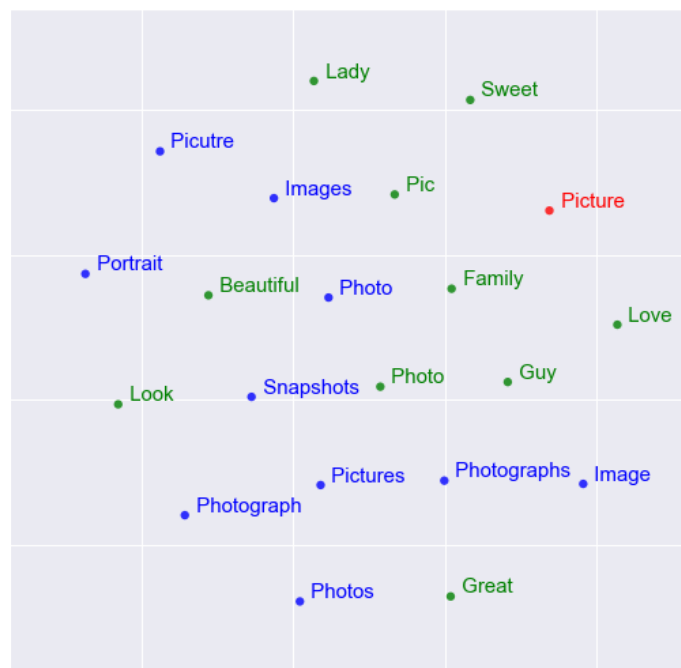 Lady
Sweet
Picutre
Images
Pic
Picture
Portrait
Beautiful
Photo
Family
Love
Look
Snapshots
Photo
Guy
Photograph
Pictures
Photographs
Image
Photos
Great